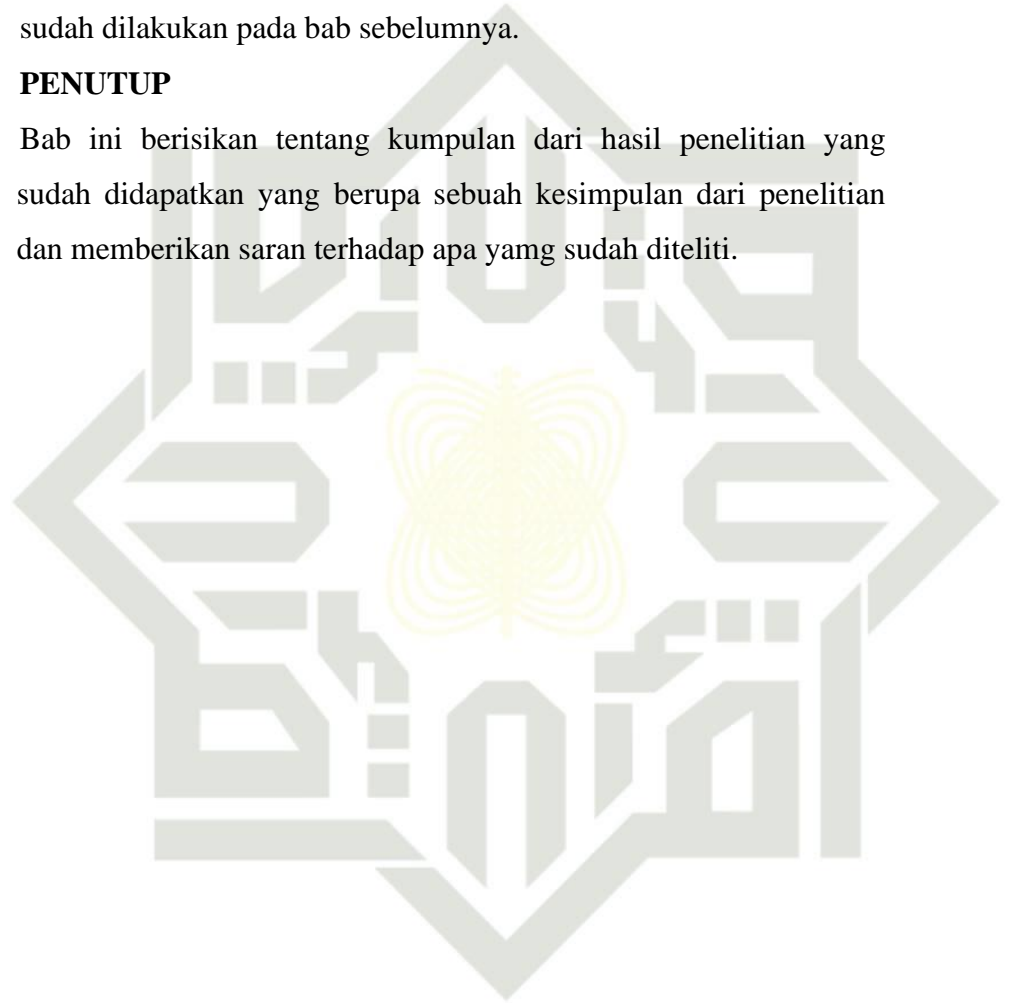 sudah dilakukan pada bab sebelumnya.
PENUTUP
Bab ini berisikan tentang kumpulan dari hasil penelitian yang
sudah didapatkan yang berupa sebuah kesimpulan dari penelitian
dan memberikan saran terhadap apa yamg sudah diteliti.